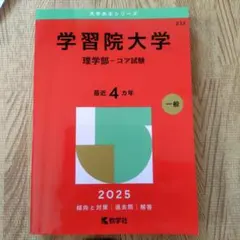 大学赤本シリーズ
学習院大学
理学部－コア試験
最近4カ年
一般
2025
傾向と対策｜過去問｜解答
教学社